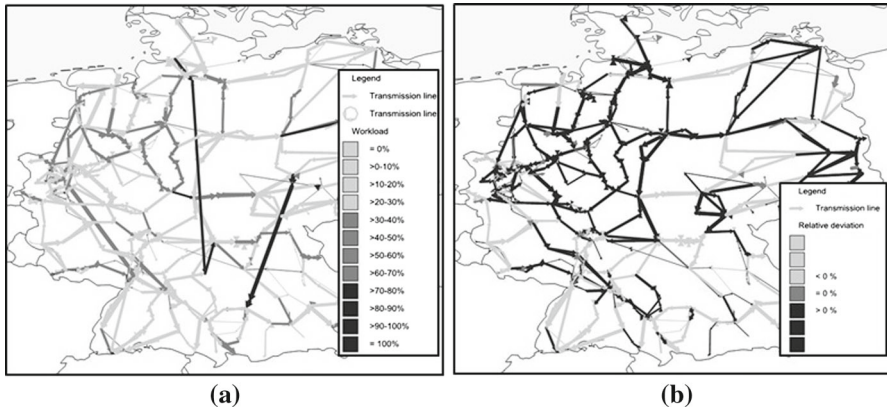 Legend
Transmission line
Transmission line
Workload
= 0%
>0-10%
>10-20%
>20-30%
>30-40%
>40-50%
>50-60%
>60-70%
>70-80%
>80-90%
>90-100%
= 100%
(a)
Legend
Transmission line
Relative deviation
< 0 %
= 0 %
> 0 %
(b)